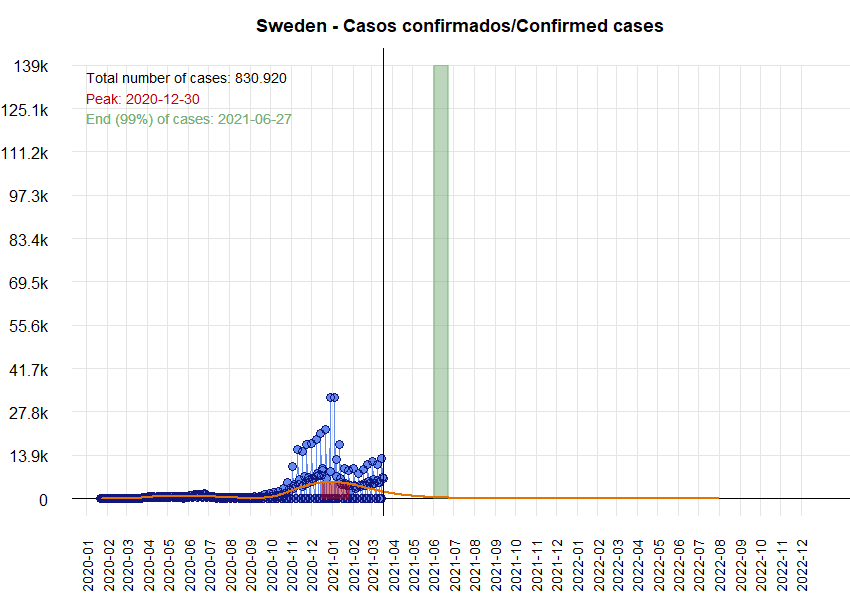 Sweden - Casos confirmados/Confirmed cases
Total number of cases: 830.920
Peak: 2020-12-30
End (99%) of cases: 2021-06-27
139k
125.1k
111.2k
97.3k
83.4k
69.5k
55.6k
41.7k
27.8k
13.9k
0
2020-01
2020-02
2020-03
2020-04
2020-05
2020-06
2020-07
2020-08
2020-09
2020-10
2020-11
2020-12
2021-01
2021-02
2021-03
2021-04
2021-05
2021-06
2021-07
2021-08
2021-09
2021-10
2021-11
2021-12
2022-01
2022-02
2022-03
2022-04
2022-05
2022-06
2022-07
2022-08
2022-09
2022-10
2022-11
2022-12